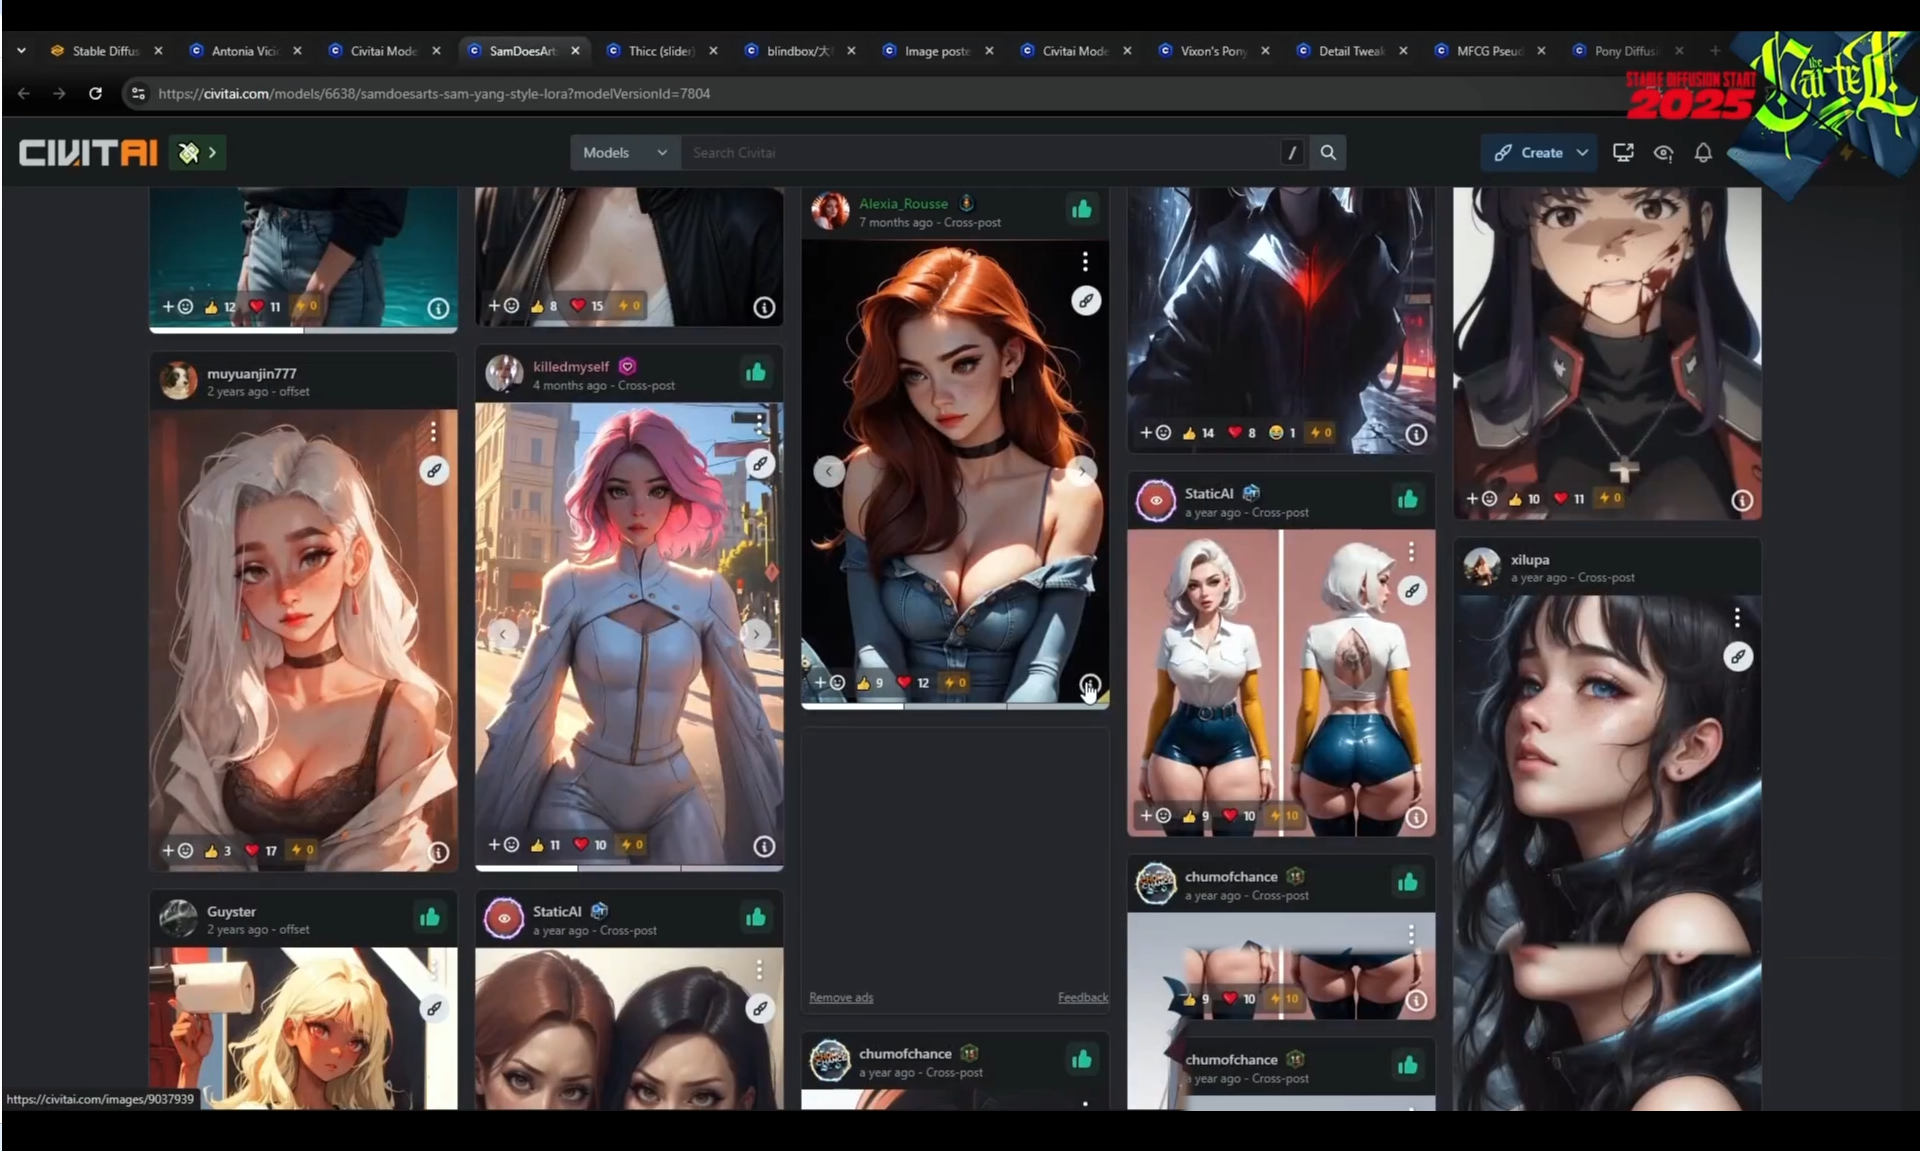 Stable Diffus
Antonia Vici
Civitai Mode
SamDoesArt
Thicc (slider)
blindbox/大
Image poste
Civitai Mode
Vixon's Pony
Detail Tweak
MFCG Pseud
Pony Diffus
https://civitai.com/models/6638/samdoesarts-sam-yang-style-lora?modelVersionId=7804
STABLE DIFFUSION START
2025
the Cartel
CIVITAI
Models
Search Civitai
/
Create
Alexia_Rousse
7 months ago - Cross-post
12 11 0
8 15 0
muyuanjin777
2 years ago - offset
killedmyself
4 months ago - Cross-post
14 8 1 0
StaticAI
a year ago - Cross-post
10 11 0
xilupa
a year ago - Cross-post
9 12 0
9 10 10
3 17 0
11 10 0
chumofchance
a year ago - Cross-post
Guyster
2 years ago - offset
StaticAI
a year ago - Cross-post
Remove ads
Feedback
9 10 10
chumofchance
a year ago - Cross-post
chumofchance
a year ago - Cross-post
https://civitai.com/images/9037939